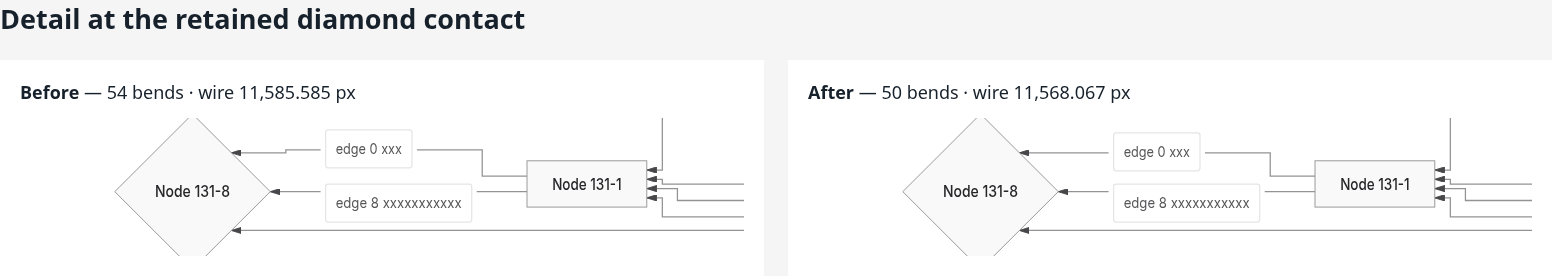 Detail at the retained diamond contact
Before — 54 bends · wire 11,585.585 px
edge 0 xxx
Node 131-8
Node 131-1
edge 8 xxxxxxxxxxx
After — 50 bends · wire 11,568.067 px
edge 0 xxx
Node 131-8
Node 131-1
edge 8 xxxxxxxxxxx